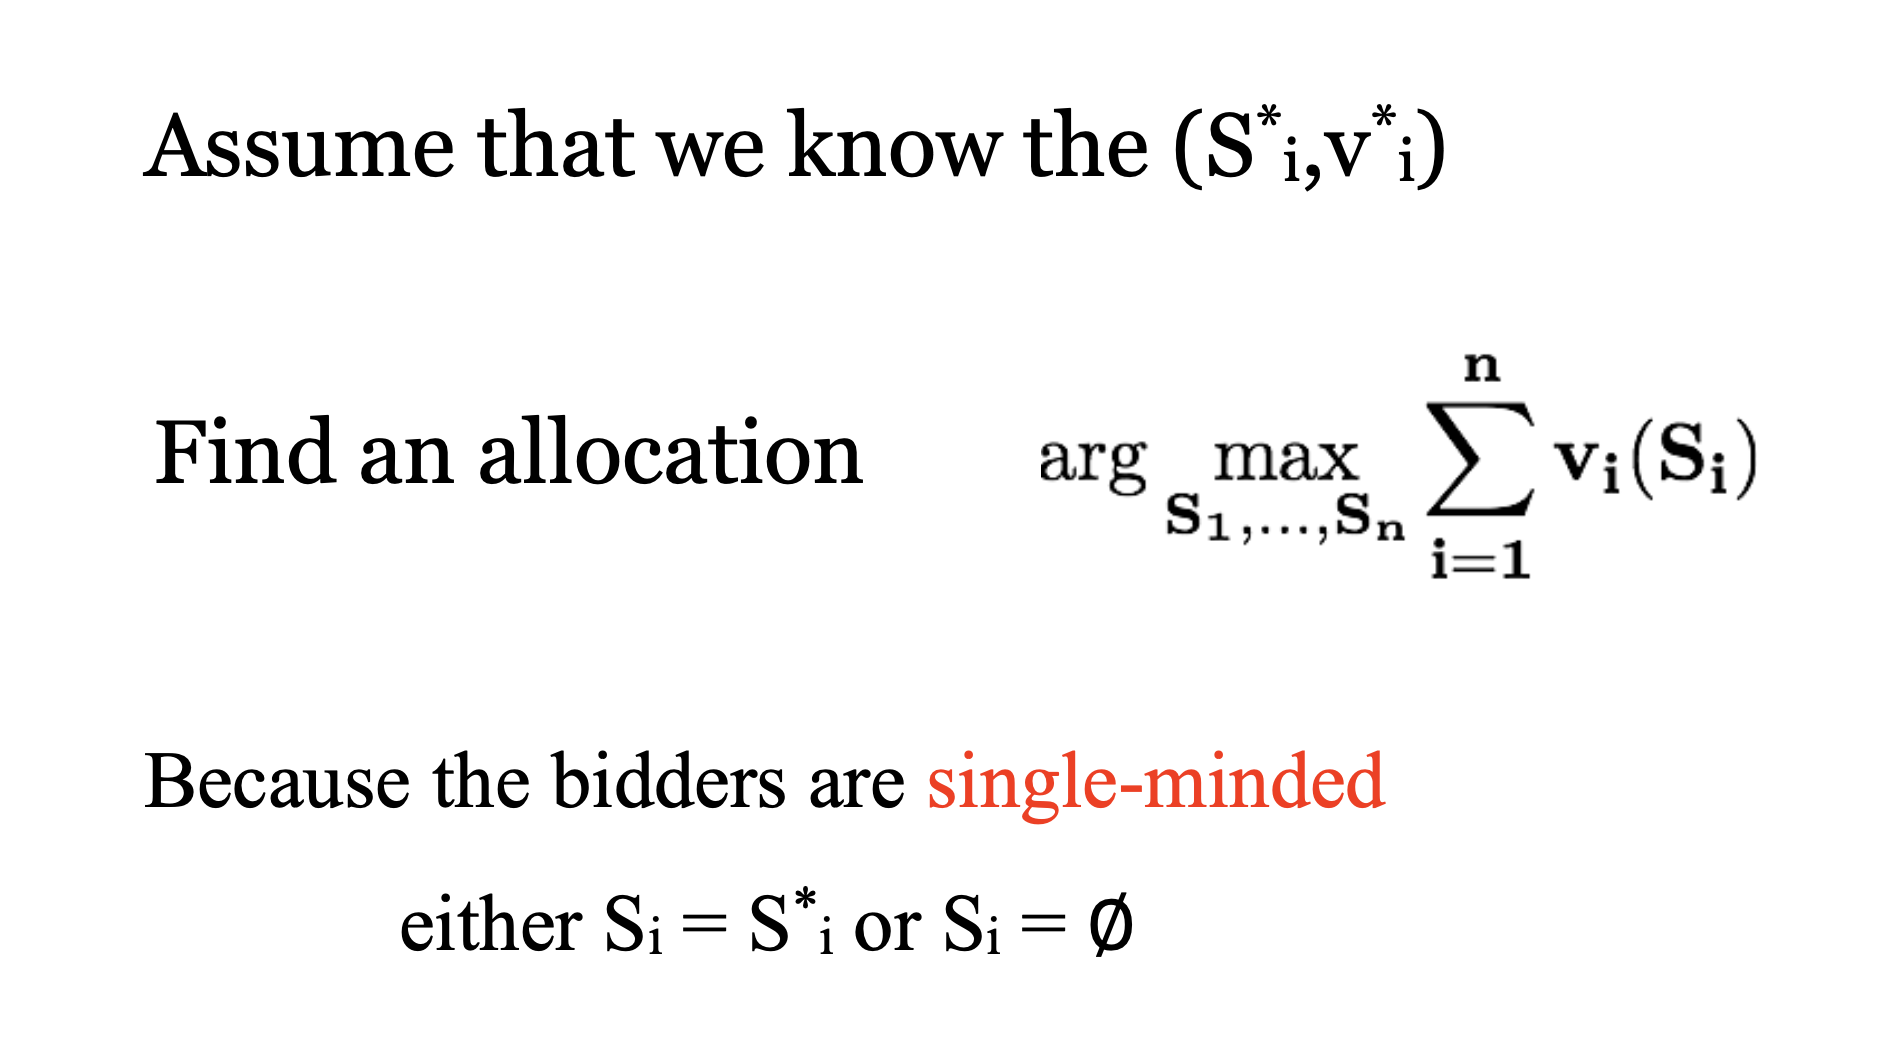 Assume that we know the (S*i,v*i)
Find an allocation arg max S1,...,Sn ∑ n i=1 vi(Si)
Because the bidders are single-minded
either Si = S*i or Si = ∅